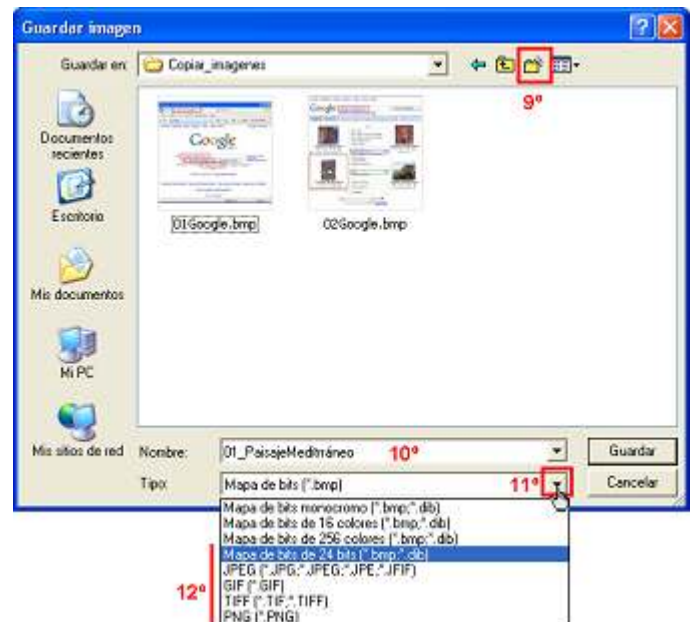 Guardar imagen
Guardar en:
Copiar_imagenes
9º
Documentos recientes
Escritorio
Mis documentos
Mi PC
Mis sitios de red
Google
Google
01Google.bmp
02Google.bmp
Nombre:
01_PaisajeMeditrráneo
10º
Guardar
Tipo:
Mapa de bits (*.bmp)
11º
Cancelar
Mapa de bits monocromo (*.bmp;*.dib)
Mapa de bits de 16 colores (*.bmp;*.dib)
Mapa de bits de 256 colores (*.bmp;*.dib)
Mapa de bits de 24 bits (*.bmp;*.dib)
JPEG (*.JPG;*.JPEG;*.JPE;*.JFIF)
12º
GIF (*.GIF)
TIFF (*.TIF;*.TIFF)
PNG (*.PNG)